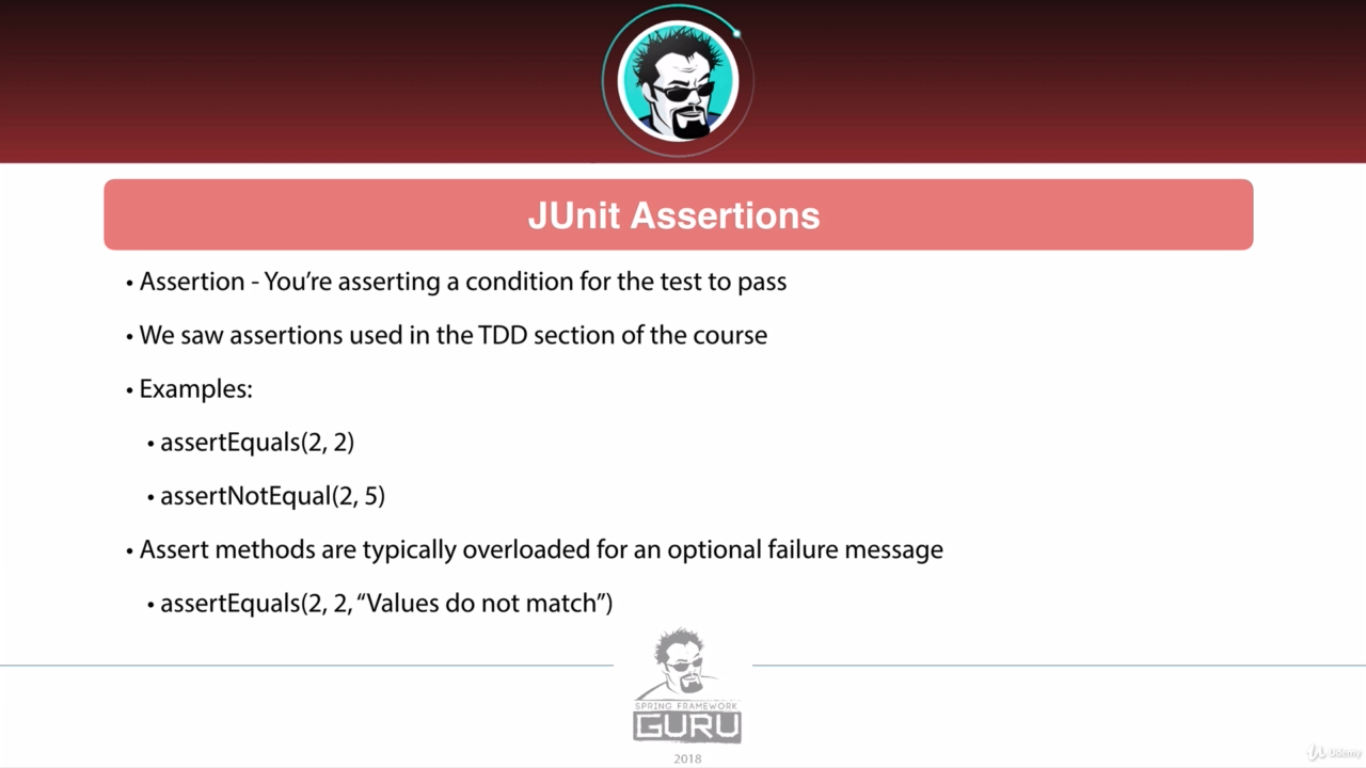 JUnit Assertions
• Assertion - You’re asserting a condition for the test to pass
• We saw assertions used in the TDD section of the course
• Examples:
• assertEquals(2, 2)
• assertNotEqual(2, 5)
• Assert methods are typically overloaded for an optional failure message
• assertEquals(2, 2, “Values do not match”)
SPRING FRAMEWORK
GURU
2018
Udemy